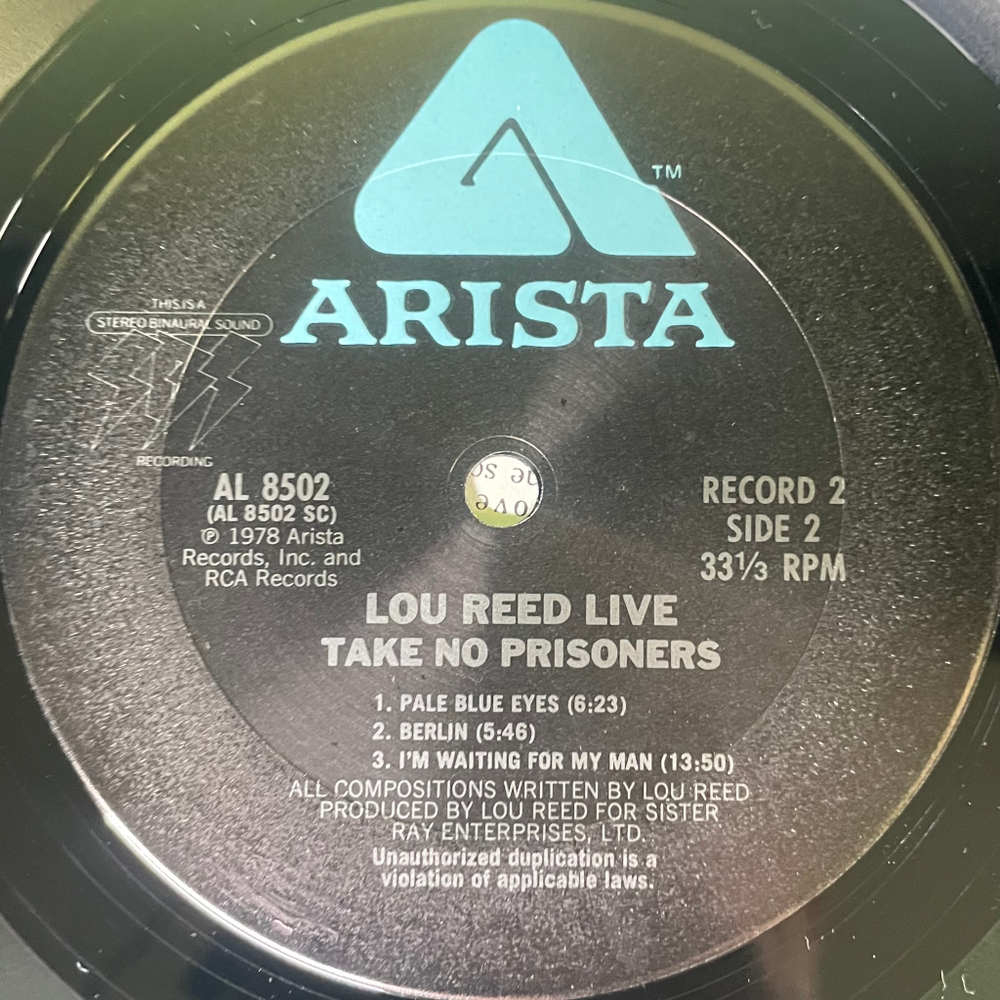 TM
ARISTA
THIS IS A
STEREO BINAURAL SOUND
RECORDING
AL 8502
(AL 8502 SC)
℗ 1978 Arista
Records, Inc. and
RCA Records
RECORD 2
SIDE 2
33⅓ RPM
LOU REED LIVE
TAKE NO PRISONERS
1. PALE BLUE EYES (6:23)
2. BERLIN (5:46)
3. I'M WAITING FOR MY MAN (13:50)
ALL COMPOSITIONS WRITTEN BY LOU REED
PRODUCED BY LOU REED FOR SISTER
RAY ENTERPRISES, LTD.
Unauthorized duplication is a
violation of applicable laws.